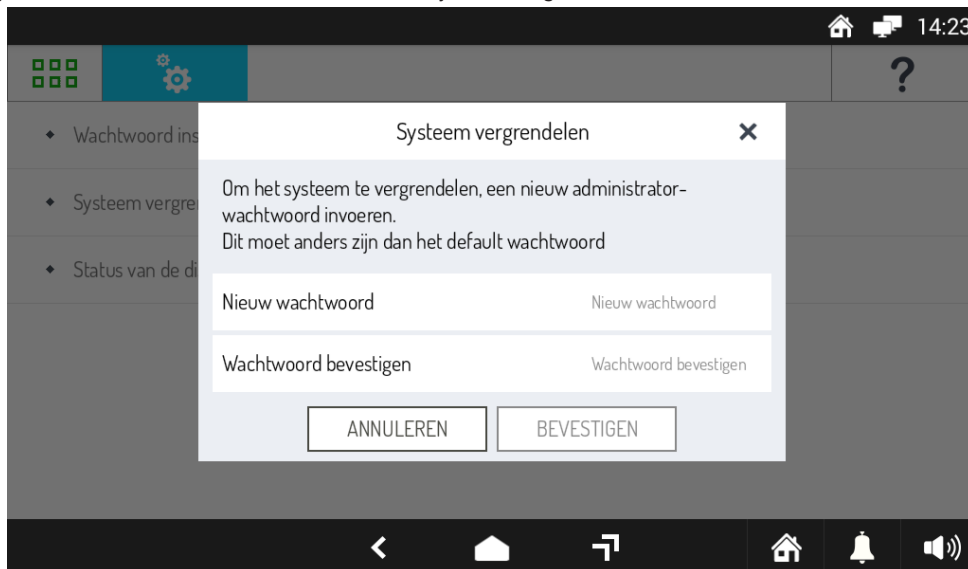 14:23
?
Wachtwoord ins
Systeem vergrendelen
Systeem vergre
Om het systeem te vergrendelen, een nieuw administrator-
wachtwoord invoeren.
Dit moet anders zijn dan het default wachtwoord
Status van de di
Nieuw wachtwoord Nieuw wachtwoord
Wachtwoord bevestigen Wachtwoord bevestigen
ANNULEREN BEVESTIGEN